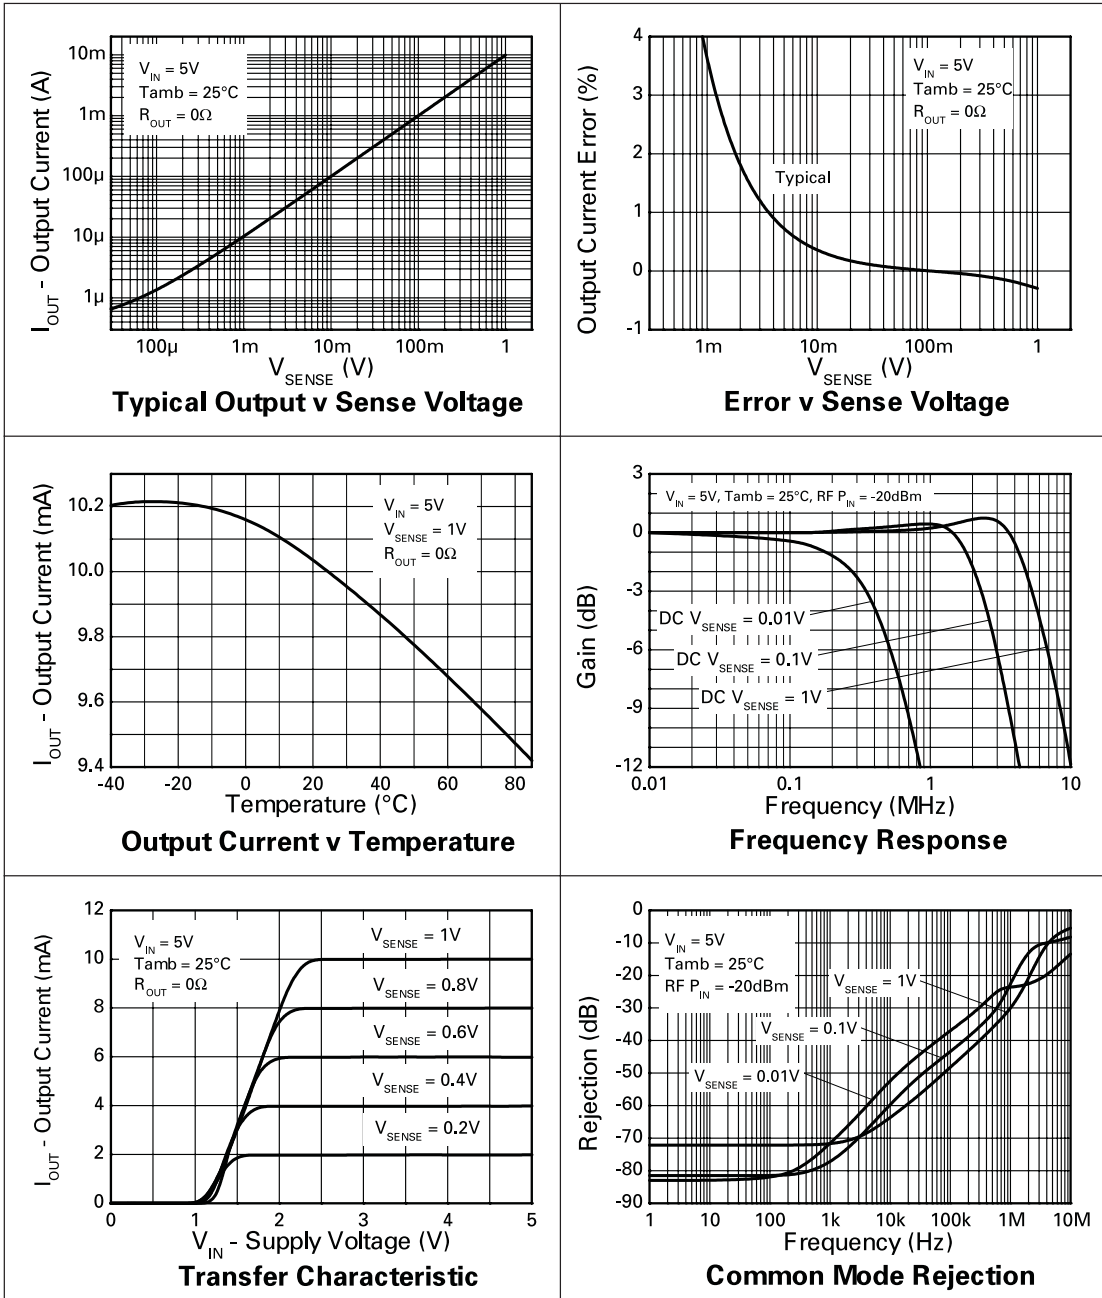 10m
1m
100µ
10µ
1µ
I_OUT - Output Current (A)
V_IN = 5V
Tamb = 25°C
R_OUT = 0Ω
100µ 1m 10m 100m 1
V_SENSE (V)
Typical Output v Sense Voltage
4
3
2
1
0
-1
Output Current Error (%)
V_IN = 5V
Tamb = 25°C
R_OUT = 0Ω
Typical
1m 10m 100m 1
V_SENSE (V)
Error v Sense Voltage
10.2
10.0
9.8
9.6
9.4
I_OUT - Output Current (mA)
V_IN = 5V
V_SENSE = 1V
R_OUT = 0Ω
-40 -20 0 20 40 60 80
Temperature (°C)
Output Current v Temperature
3
0
-3
-6
-9
-12
Gain (dB)
V_IN = 5V, Tamb = 25°C, RF P_IN = -20dBm
DC V_SENSE = 0.01V
DC V_SENSE = 0.1V
DC V_SENSE = 1V
0.01 0.1 1 10
Frequency (MHz)
Frequency Response
12
10
8
6
4
2
0
I_OUT - Output Current (mA)
V_IN = 5V
Tamb = 25°C
R_OUT = 0Ω
V_SENSE = 1V
V_SENSE = 0.8V
V_SENSE = 0.6V
V_SENSE = 0.4V
V_SENSE = 0.2V
0 1 2 3 4 5
V_IN - Supply Voltage (V)
Transfer Characteristic
0
-10
-20
-30
-40
-50
-60
-70
-80
-90
Rejection (dB)
V_IN = 5V
Tamb = 25°C
RF P_IN = -20dBm
V_SENSE = 1V
V_SENSE = 0.1V
V_SENSE = 0.01V
1 10 100 1k 10k 100k 1M 10M
Frequency (Hz)
Common Mode Rejection